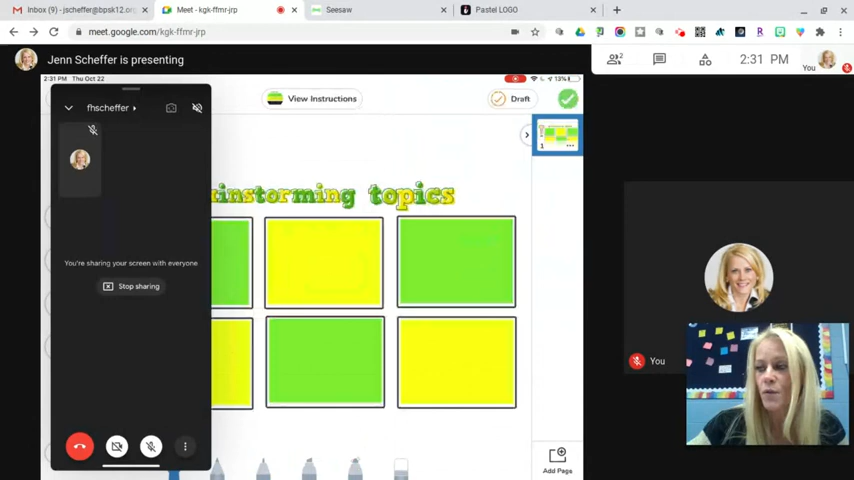 Inbox (9) - jscheffer@bpsk12.or
Meet - kgk-ffmr-jrp
Seesaw
Pastel LOGO
meet.google.com/kgk-ffmr-jrp
Jenn Scheffer is presenting
2
2:31 PM
You
2:31 PM Thu Oct 22
13%
fhscheffer
View Instructions
Draft
1
instorming topics
You're sharing your screen with everyone
Stop sharing
You
Add Page